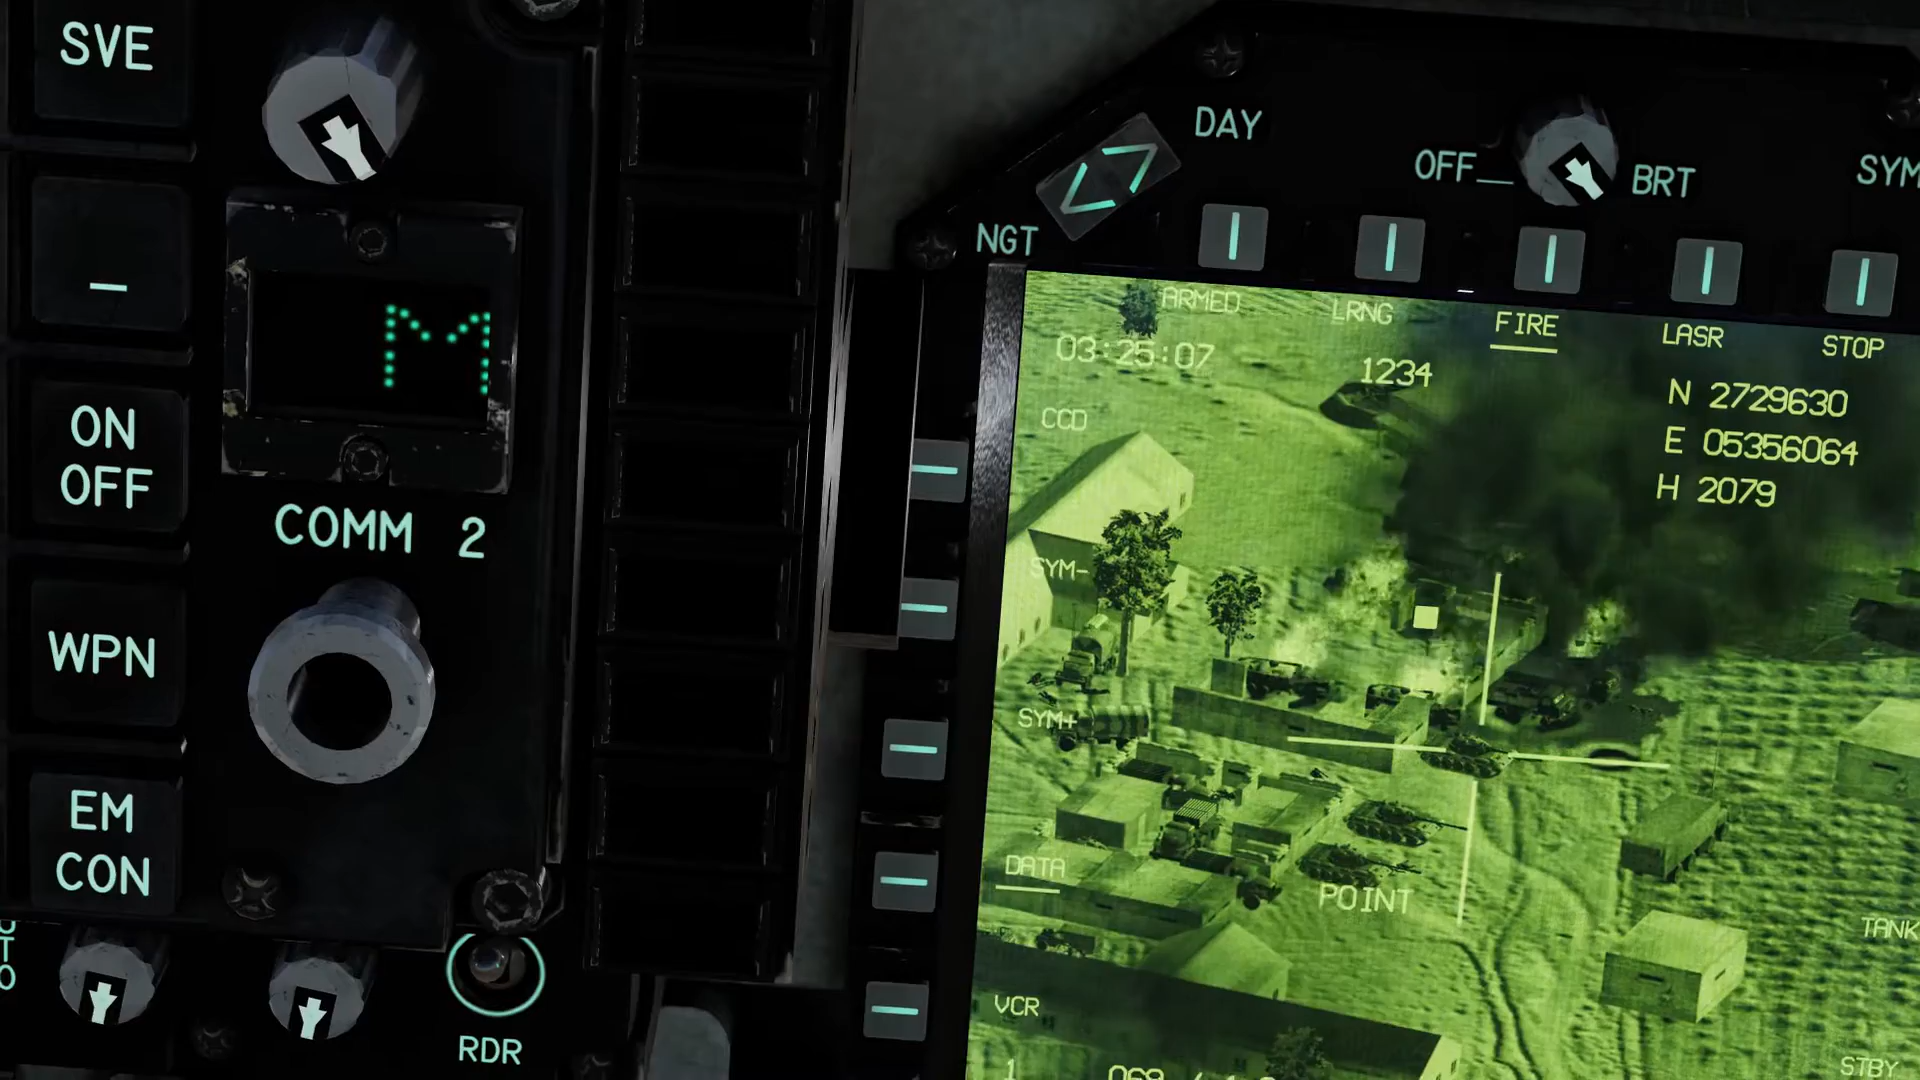 SVE
—
ON
OFF
WPN
EM
CON
M
COMM 2
RDR
DAY
NGT
OFF
BRT
SYM
ARMED
LRNG
FIRE
LASR
STOP
03:25:07
1234
N 2729630
E 05356064
H 2079
CCD
SYM-
SYM+
DATA
POINT
TANK
VCR
1
STBY